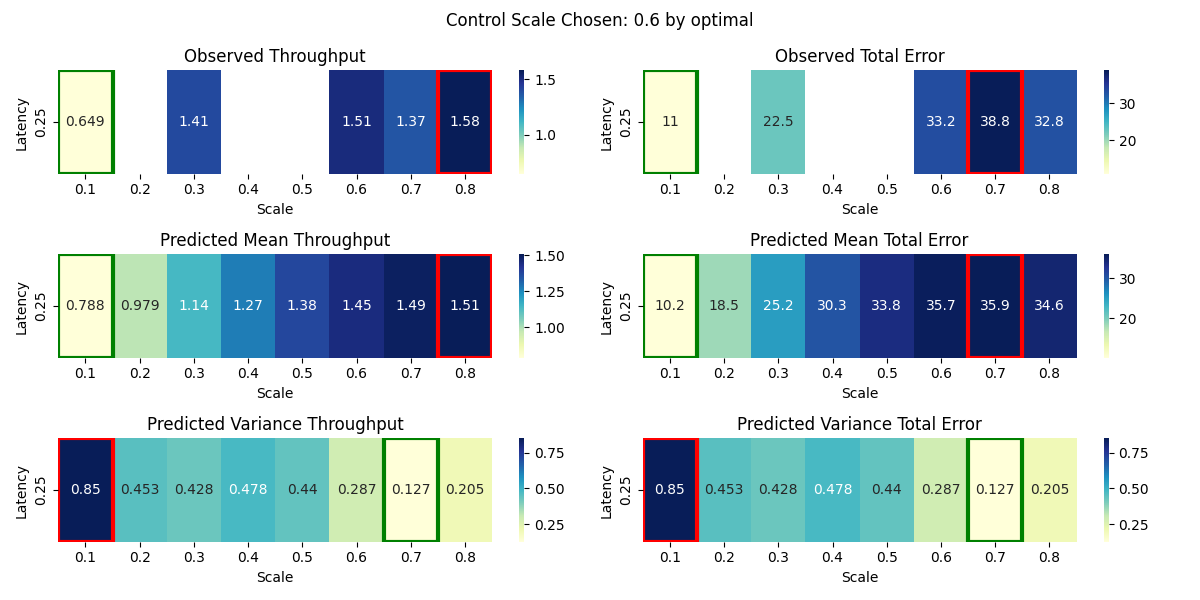 Control Scale Chosen: 0.6 by optimal
Observed Throughput
Latency
0.25
0.649 1.41 1.51 1.37 1.58
0.1 0.2 0.3 0.4 0.5 0.6 0.7 0.8
Scale
1.5
1.0
Observed Total Error
Latency
0.25
11 22.5 33.2 38.8 32.8
0.1 0.2 0.3 0.4 0.5 0.6 0.7 0.8
Scale
30
20
Predicted Mean Throughput
Latency
0.25
0.788 0.979 1.14 1.27 1.38 1.45 1.49 1.51
0.1 0.2 0.3 0.4 0.5 0.6 0.7 0.8
Scale
1.50
1.25
1.00
Predicted Mean Total Error
Latency
0.25
10.2 18.5 25.2 30.3 33.8 35.7 35.9 34.6
0.1 0.2 0.3 0.4 0.5 0.6 0.7 0.8
Scale
30
20
Predicted Variance Throughput
Latency
0.25
0.85 0.453 0.428 0.478 0.44 0.287 0.127 0.205
0.1 0.2 0.3 0.4 0.5 0.6 0.7 0.8
Scale
0.75
0.50
0.25
Predicted Variance Total Error
Latency
0.25
0.85 0.453 0.428 0.478 0.44 0.287 0.127 0.205
0.1 0.2 0.3 0.4 0.5 0.6 0.7 0.8
Scale
0.75
0.50
0.25